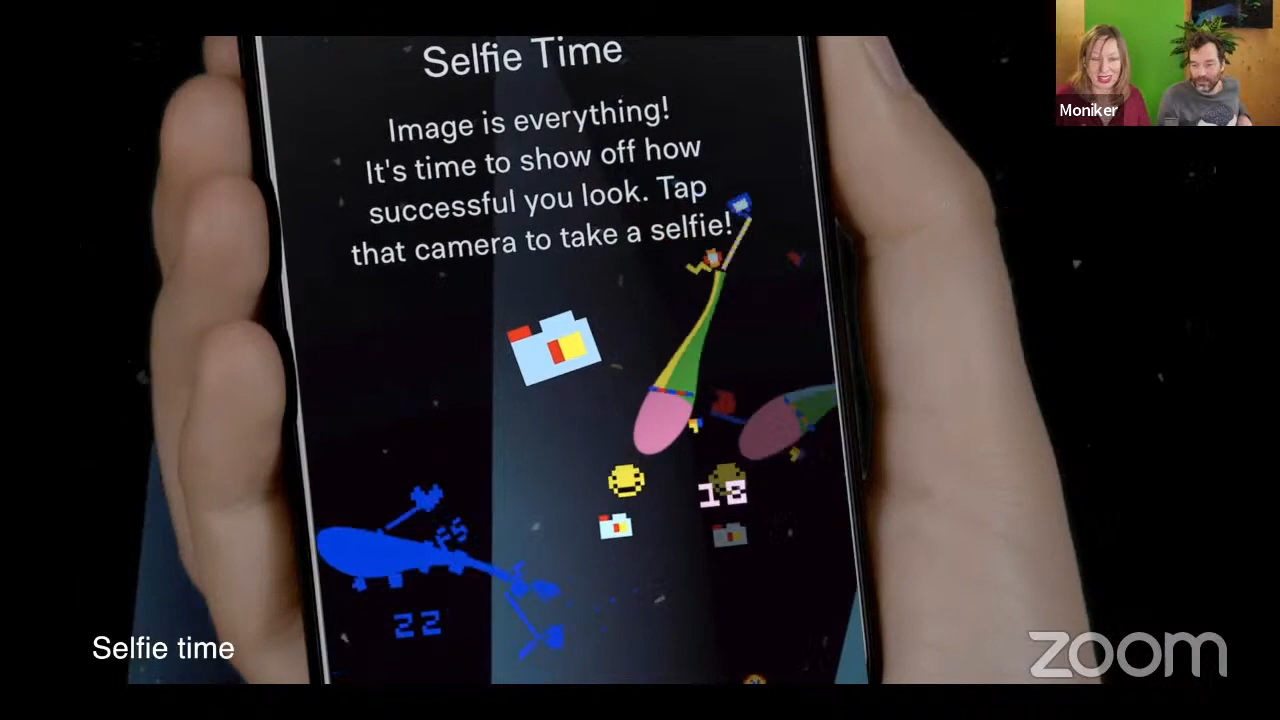 Selfie Time
Image is everything!
It's time to show off how
successful you look. Tap
that camera to take a selfie!
Moniker
18
22
Selfie time
zoom